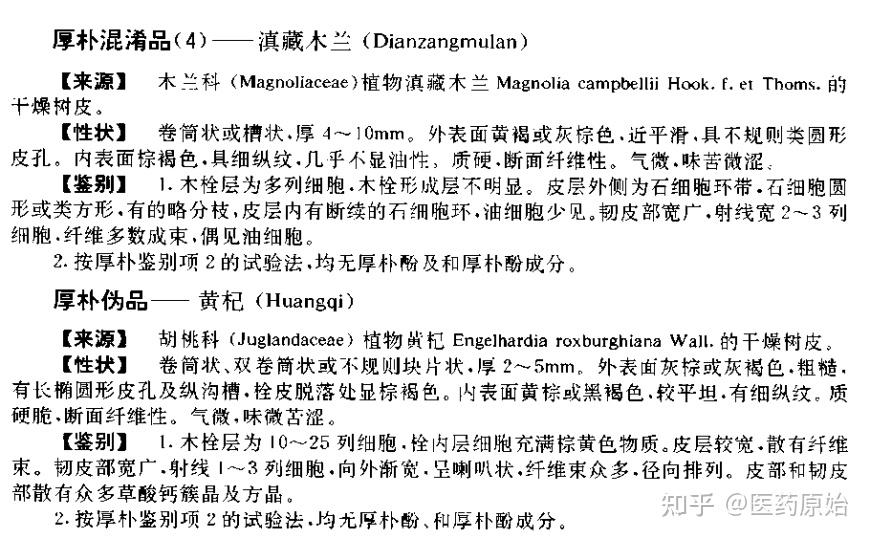 厚朴混淆品(4)——滇藏木兰 (Dianzangmulan)
【来源】 木兰科 (Magnoliaceae)植物滇藏木兰 Magnolia campbellii Hook. f. et Thoms. 的
干燥树皮。
【性状】 卷筒状或槽状,厚 4～10mm。外表面黄褐或灰棕色,近平滑,具不规则类圆形
皮孔。内表面棕褐色,具细纵纹,几乎不显油性。质硬,断面纤维性。气微,味苦微涩。
【鉴别】 1. 木栓层为多列细胞,木栓形成层不明显。皮层外侧为石细胞环带,石细胞圆
形或类方形,有的略分枝,皮层内有断续的石细胞环,油细胞少见。韧皮部宽广,射线宽 2～3 列
细胞,纤维多数成束,偶见油细胞。
2. 按厚朴鉴别项 2 的试验法,均无厚朴酚及和厚朴酚成分。
厚朴伪品—— 黄杞 (Huangqi)
【来源】 胡桃科 (Juglandaceae) 植物黄杞 Engelhardia roxburghiana Wall. 的干燥树皮。
【性状】 卷筒状、双卷筒状或不规则块片状,厚 2～5mm。外表面灰棕或灰褐色,粗糙,
有长椭圆形皮孔及纵沟槽,栓皮脱落处显棕褐色。内表面黄棕或黑褐色,较平坦,有细纵纹。质
硬脆,断面纤维性。气微,味微苦涩。
【鉴别】 1. 木栓层为 10～25 列细胞,栓内层细胞充满棕黄色物质。皮层较宽,散有纤维
束。韧皮部宽广,射线 1～3 列细胞,向外渐宽,呈喇叭状,纤维束众多,径向排列。皮部和韧皮
部散有众多草酸钙簇晶及方晶。
2. 按厚朴鉴别项 2 的试验法,均无厚朴酚、和厚朴酚成分。
知乎 @医药原始